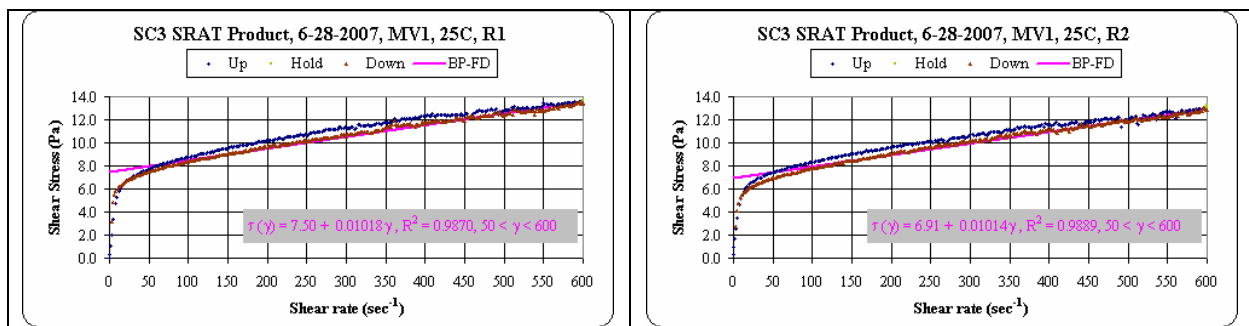 SC3 SRAT Product, 6-28-2007, MV1, 25C, R1
Up Hold Down BP-FD
Shear Stress (Pa)
14.0
12.0
10.0
8.0
6.0
4.0
2.0
0.0
τ(γ) = 7.50 + 0.01018γ, R² = 0.9870, 50 < γ < 600
0 50 100 150 200 250 300 350 400 450 500 550 600
Shear rate (sec⁻¹)
SC3 SRAT Product, 6-28-2007, MV1, 25C, R2
Up Hold Down BP-FD
Shear Stress (Pa)
14.0
12.0
10.0
8.0
6.0
4.0
2.0
0.0
τ(γ) = 6.91 + 0.01014γ, R² = 0.9889, 50 < γ < 600
0 50 100 150 200 250 300 350 400 450 500 550 600
Shear rate (sec⁻¹)